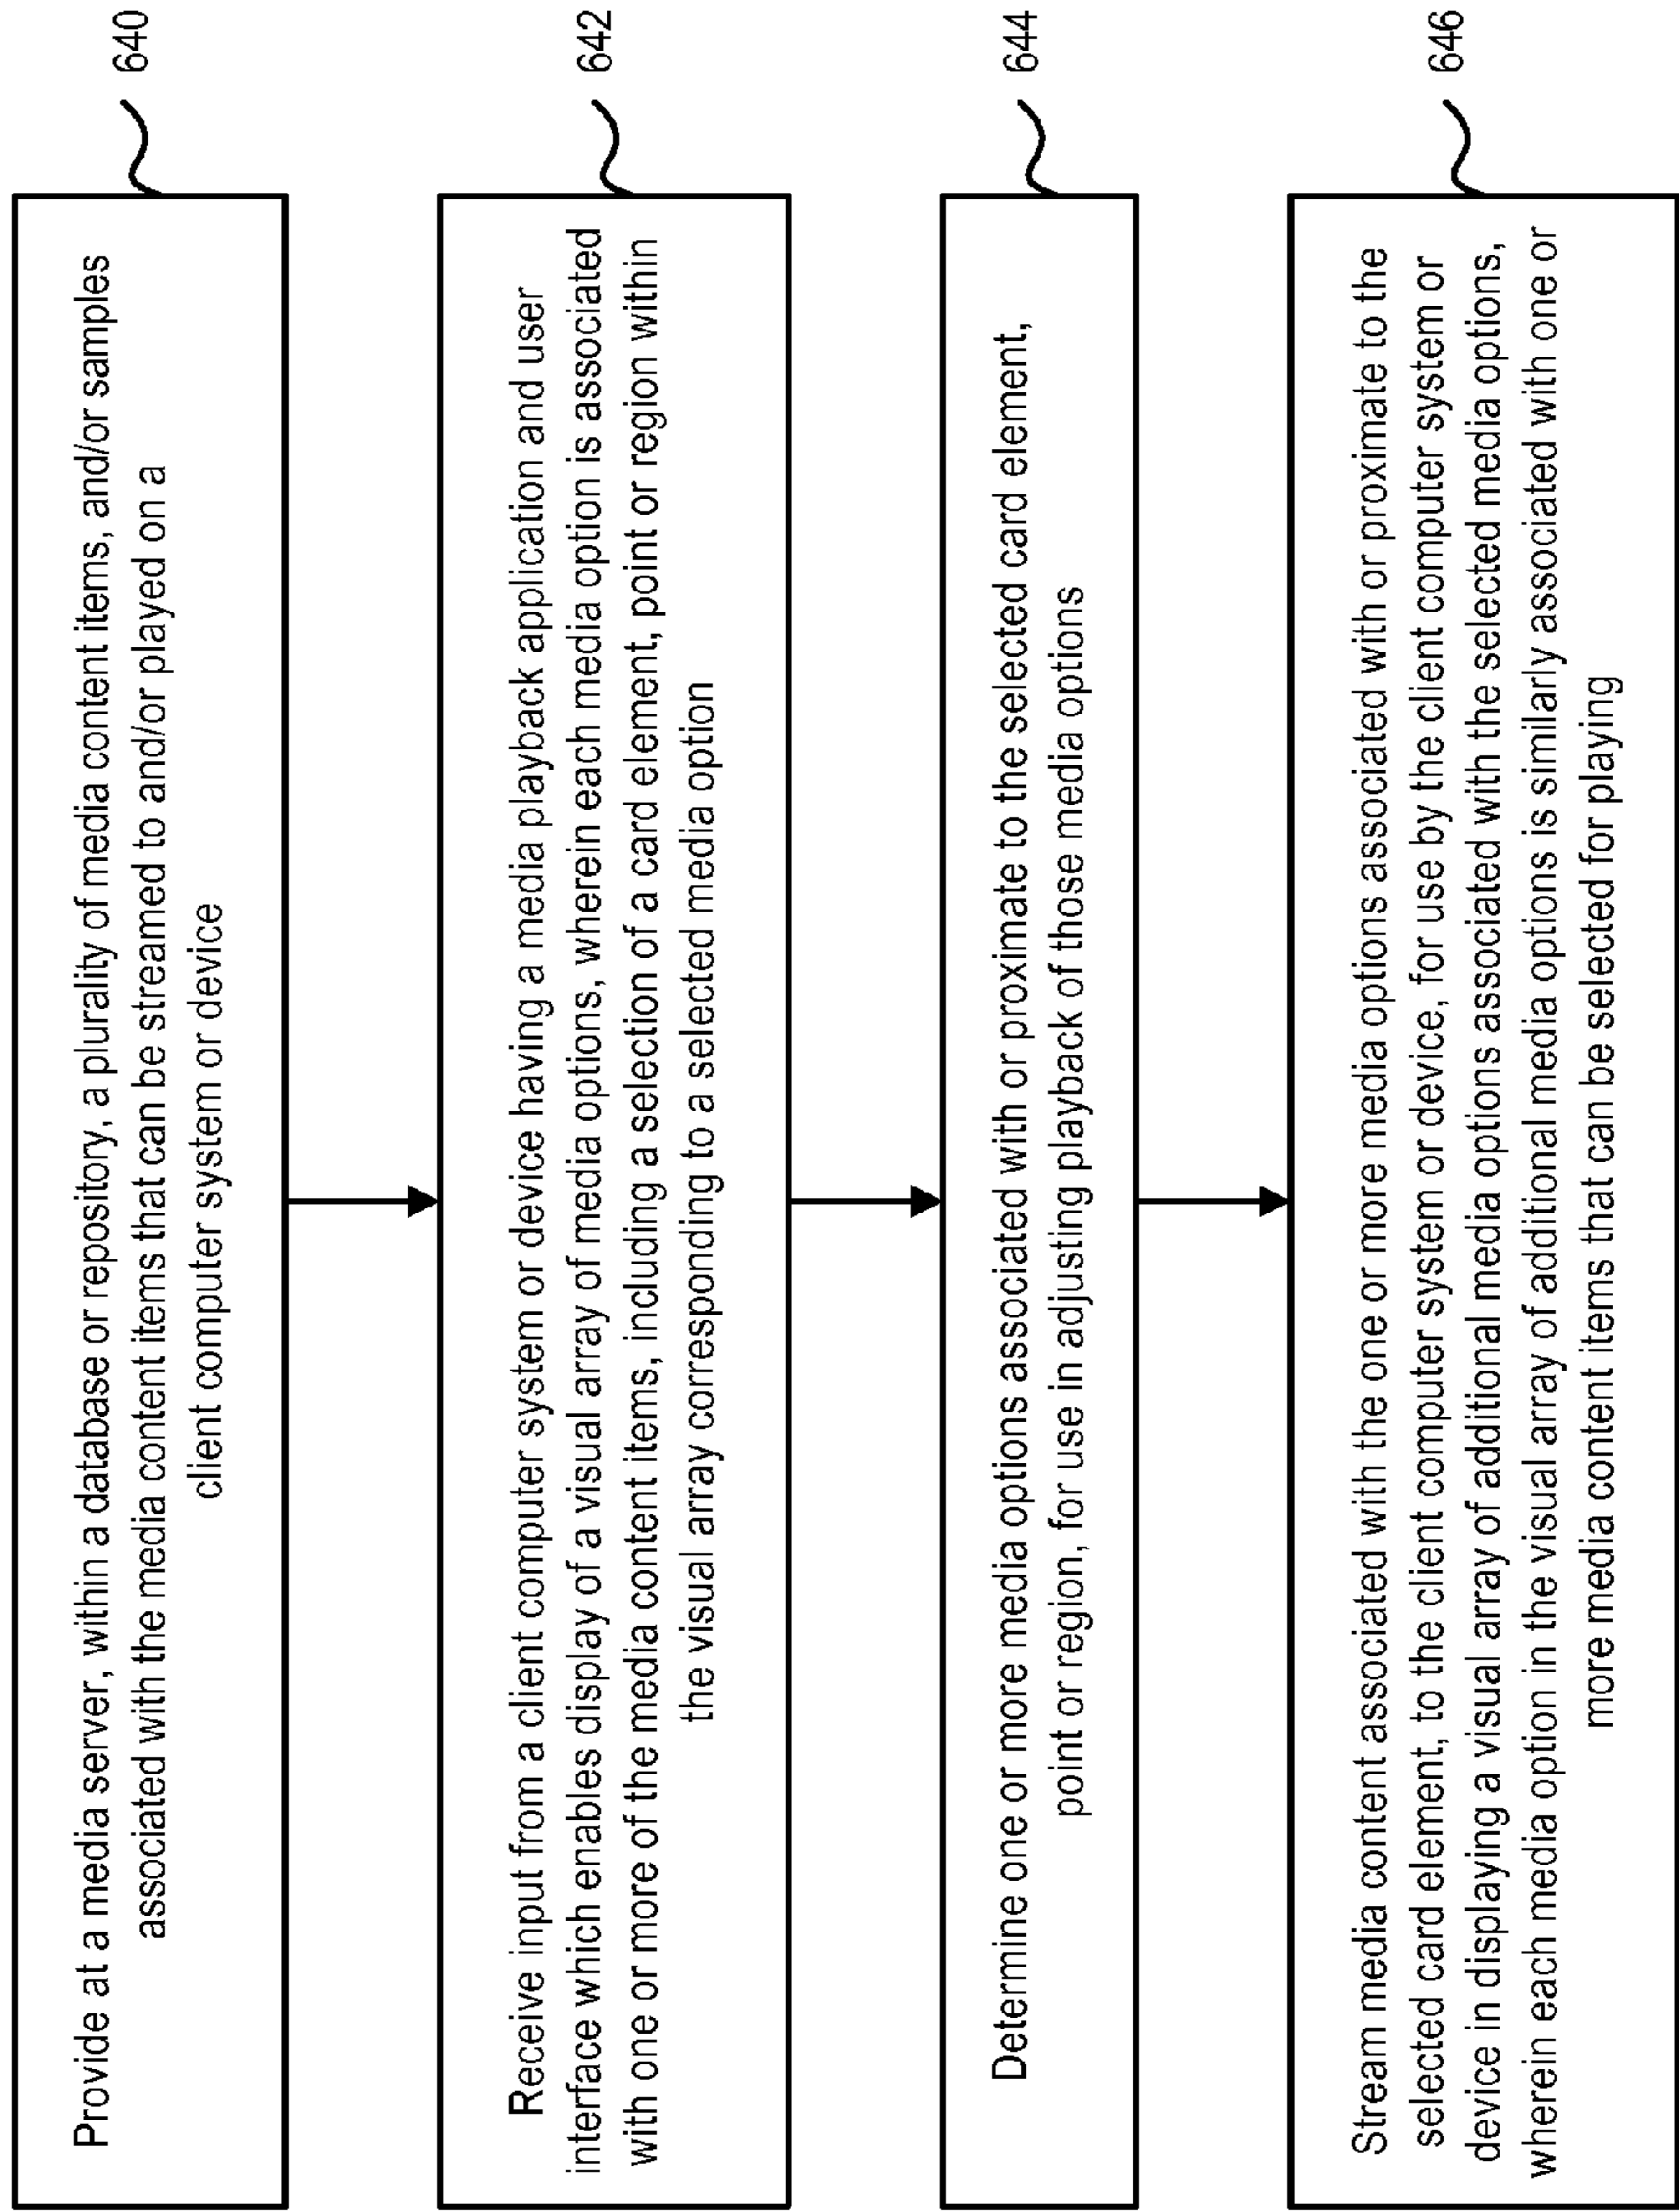 Provide at a media server, within a database or repository, a plurality of media content items, and/or samples
associated with the media content items that can be streamed to and/or played on a
client computer system or device
640
Receive input from a client computer system or device having a media playback application and user
interface which enables display of a visual array of media options, wherein each media option is associated
with one or more of the media content items, including a selection of a card element, point or region within
the visual array corresponding to a selected media option
642
Determine one or more media options associated with or proximate to the selected card element,
point or region, for use in adjusting playback of those media options
644
Stream media content associated with the one or more media options associated with or proximate to the
selected card element, to the client computer system or device, for use by the client computer system or
device in displaying a visual array of additional media options associated with the selected media options,
wherein each media option in the visual array of additional media options is similarly associated with one or
more media content items that can be selected for playing
646